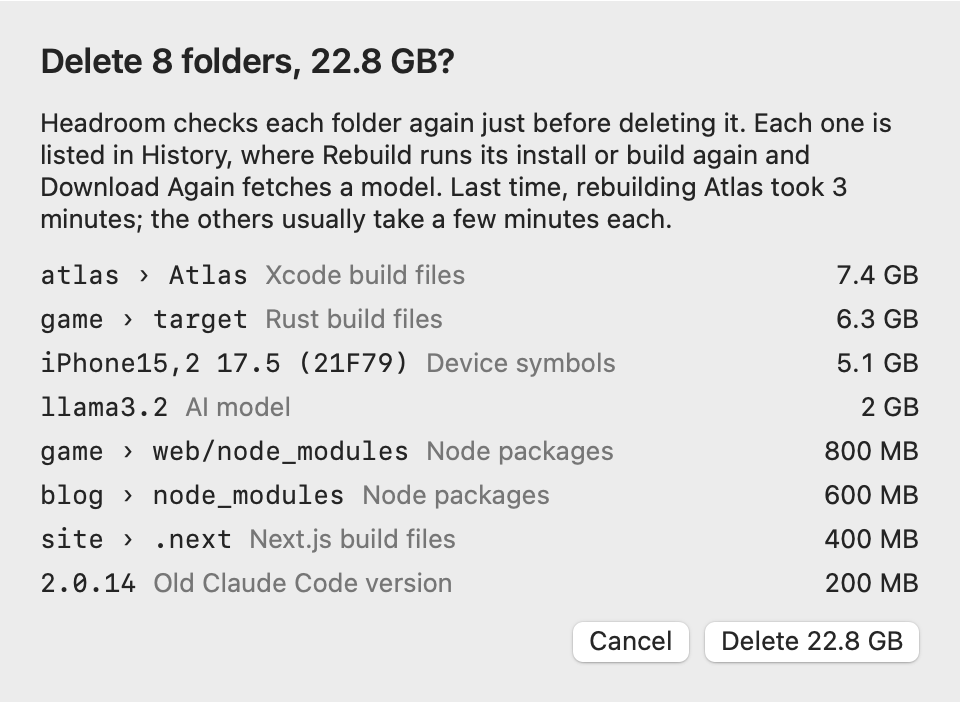 Delete 8 folders, 22.8 GB?
Headroom checks each folder again just before deleting it. Each one is
listed in History, where Rebuild runs its install or build again and
Download Again fetches a model. Last time, rebuilding Atlas took 3
minutes; the others usually take a few minutes each.
atlas › Atlas Xcode build files 7.4 GB
game › target Rust build files 6.3 GB
iPhone15,2 17.5 (21F79) Device symbols 5.1 GB
llama3.2 AI model 2 GB
game › web/node_modules Node packages 800 MB
blog › node_modules Node packages 600 MB
site › .next Next.js build files 400 MB
2.0.14 Old Claude Code version 200 MB
Cancel Delete 22.8 GB